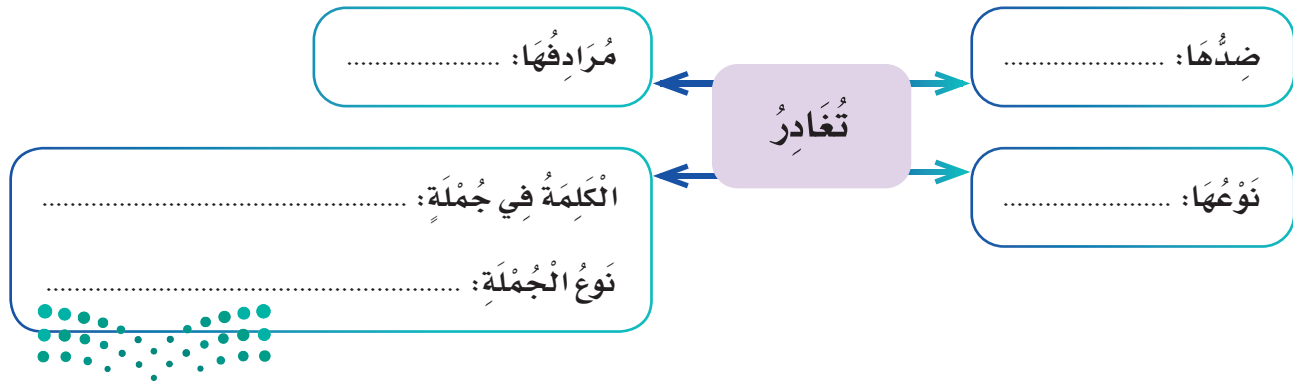 ضِدُّهَا: .......................
مُرَادِفُهَا: ......................
تُغَادِرُ
نَوْعُهَا: ........................
الْكَلِمَةُ فِي جُمْلَةٍ: ....................................................
نَوعُ الْجُمْلَةِ: ...........................................................